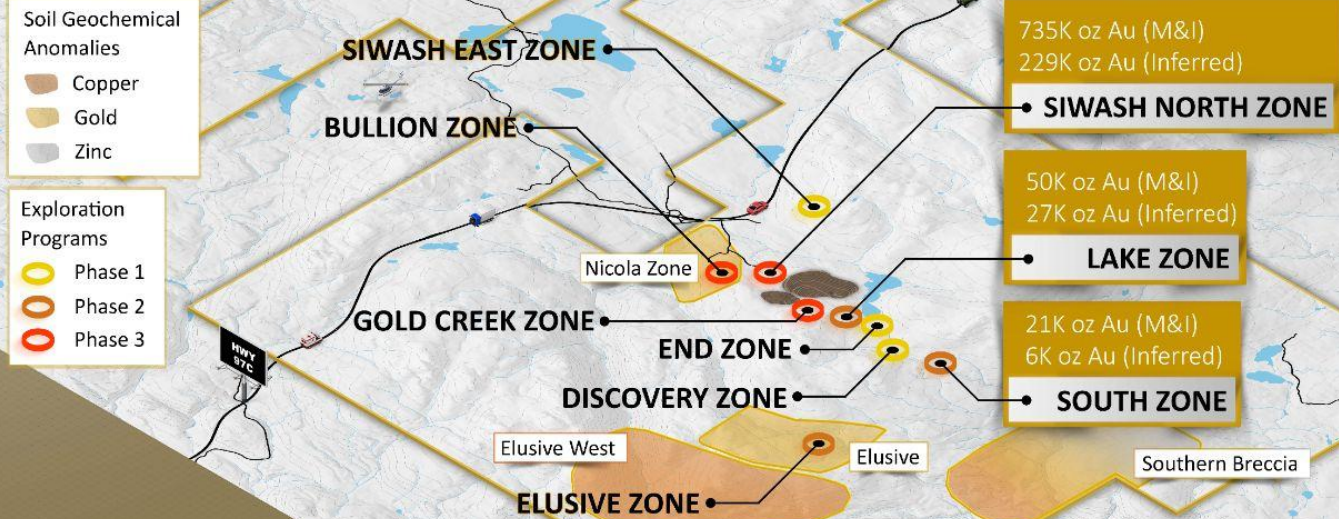 Soil Geochemical
Anomalies
Copper
Gold
Zinc
Exploration
Programs
Phase 1
Phase 2
Phase 3
SIWASH EAST ZONE
BULLION ZONE
Nicola Zone
GOLD CREEK ZONE
END ZONE
DISCOVERY ZONE
HWY
97C
Elusive West
Elusive
ELUSIVE ZONE
735K oz Au (M&I)
229K oz Au (Inferred)
SIWASH NORTH ZONE
50K oz Au (M&I)
27K oz Au (Inferred)
LAKE ZONE
21K oz Au (M&I)
6K oz Au (Inferred)
SOUTH ZONE
Southern Breccia